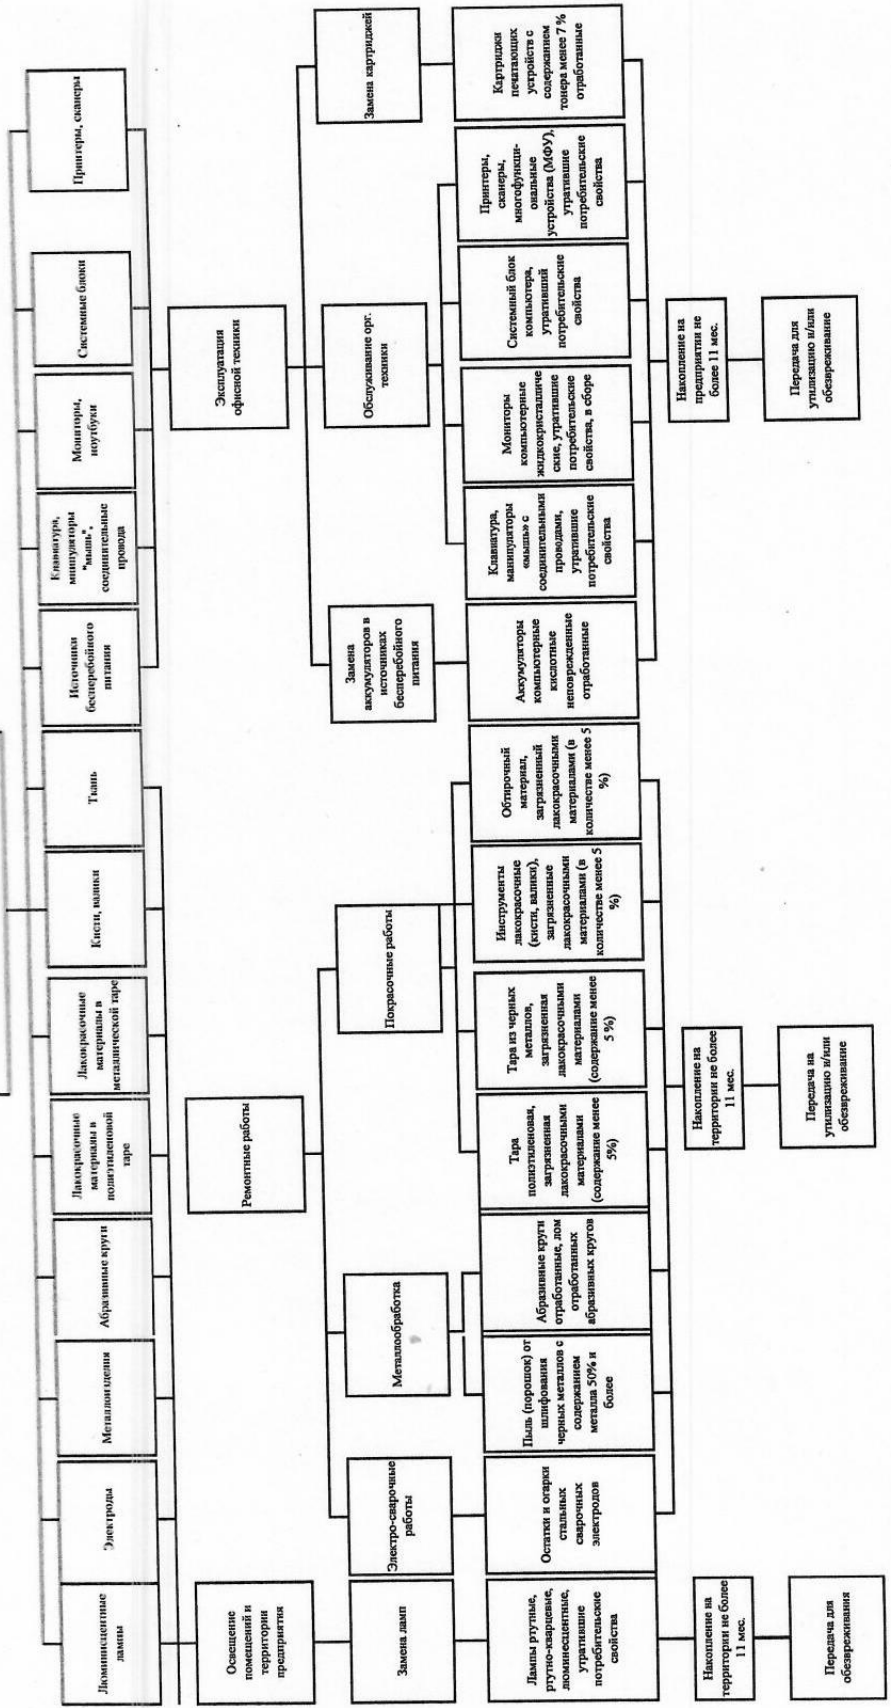 Люминисцентные
лампы
Электроды
Металлоизделия
Абразивные круги
Лакокрасочные
материалы в
полиэтиленовой
таре
Лакокрасочные
материалы в
металлической таре
Кисти, валики
Ткань
Источники
бесперебойного
питания
Клавиатура,
минипуляторы
"мышь",
соединительные
провода
Мониторы,
ноутбуки
Системные блоки
Принтеры, сканеры
Освещение
помещений и
территории
предприятия
Ремонтные работы
Эксплуатация
офисной техники
Замена ламп
Электро-сварочные
работы
Металлообработка
Покрасочные работы
Замена
аккумуляторов в
источниках
бесперебойного
питания
Обслуживание орг.
техники
Замена картриджей
Лампы ртутные,
ртутно-кварцевые,
люминесцентные,
утратившие
потребительские
свойства
Остатки и огарки
стальных
сварочных
электродов
Пыль (порошок) от
шлифования
черных металлов с
содержанием
металла 50% и
более
Абразивные круги
отработанные, лом
отработанных
абразивных кругов
Тара
полиэтиленовая,
загрязненная
лакокрасочными
материалами
(содержание менее
5%)
Тара из черных
металлов,
загрязненная
лакокрасочными
материалами
(содержание менее
5 %)
Инструменты
лакокрасочные
(кисти, валики),
загрязненные
лакокрасочными
материалами (в
количестве менее 5
%)
Обтирочный
материал,
загрязненный
лакокрасочными
материалами (в
количестве менее 5
%)
Аккумуляторы
компьютерные
кислотные
неповрежденные
отработанные
Клавиатура,
манипуляторы
«мышь» с
соединительными
проводами,
утратившие
потребительские
свойства
Мониторы
компьютерные
жидкокристалличе
ские, утратившие
потребительские
свойства, в сборе
Системный блок
компьютера,
утративший
потребительские
свойства
Принтеры,
сканеры,
многофункци-
ональные
устройства (МФУ),
утратившие
потребительские
свойства
Картриджи
печатающих
устройств с
содержанием
тонера менее 7 %
отработанные
Накопление на
территории не более
11 мес.
Накопление на
территории не более
11 мес.
Накопление на
предприятии не
более 11 мес.
Передача для
обезвреживания
Передача на
утилизацию и/или
обезвреживание
Передача для
утилизацию и/или
обезвреживание